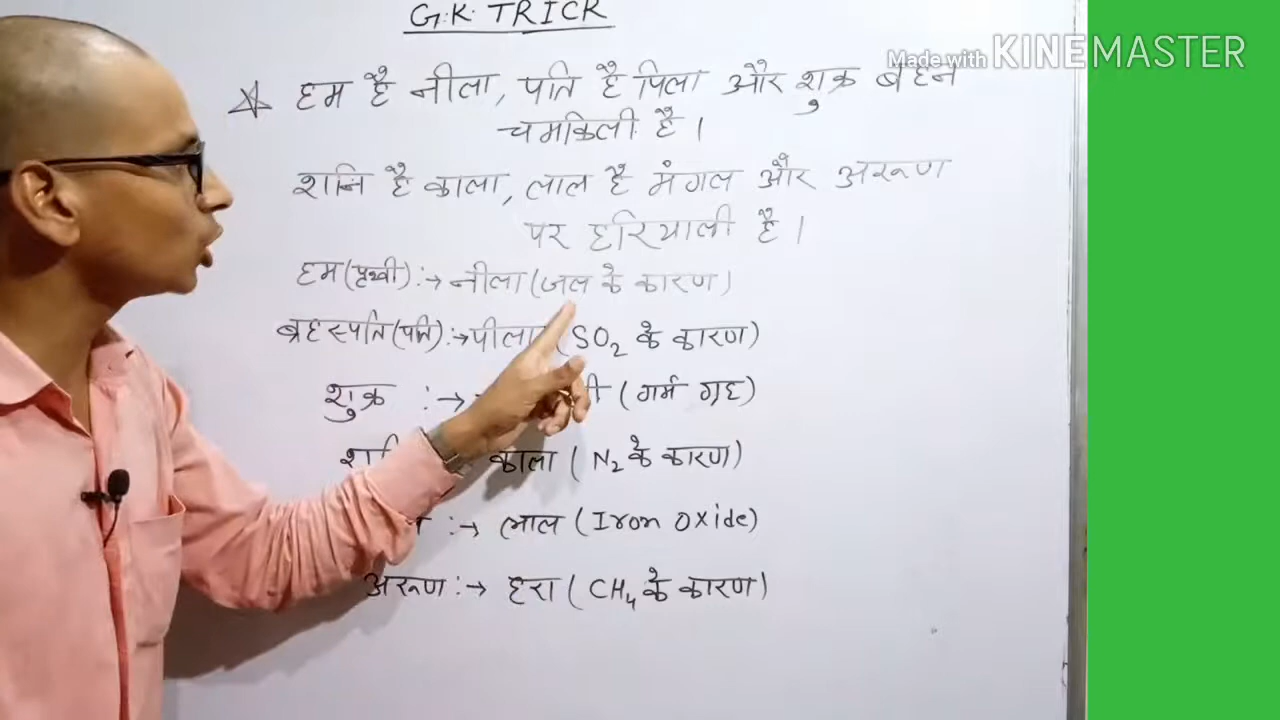 G.K. TRICK
Made with KINEMASTER
हम है नीला, पति है पिला और शुक्र बहन
चमकिली है।
शनि है काला, लाल है मंगल और अरूण
पर हरियाली है।
हम (पृथ्वी) :→ नीला (जल के कारण)
ब्रहस्पति (पति) :→ पीला (SO₂ के कारण)
शुक्र :→ (गर्म ग्रह)
काला (N₂ के कारण)
:→ लाल (Iron Oxide)
अरूण :→ हरा (CH₄ के कारण)